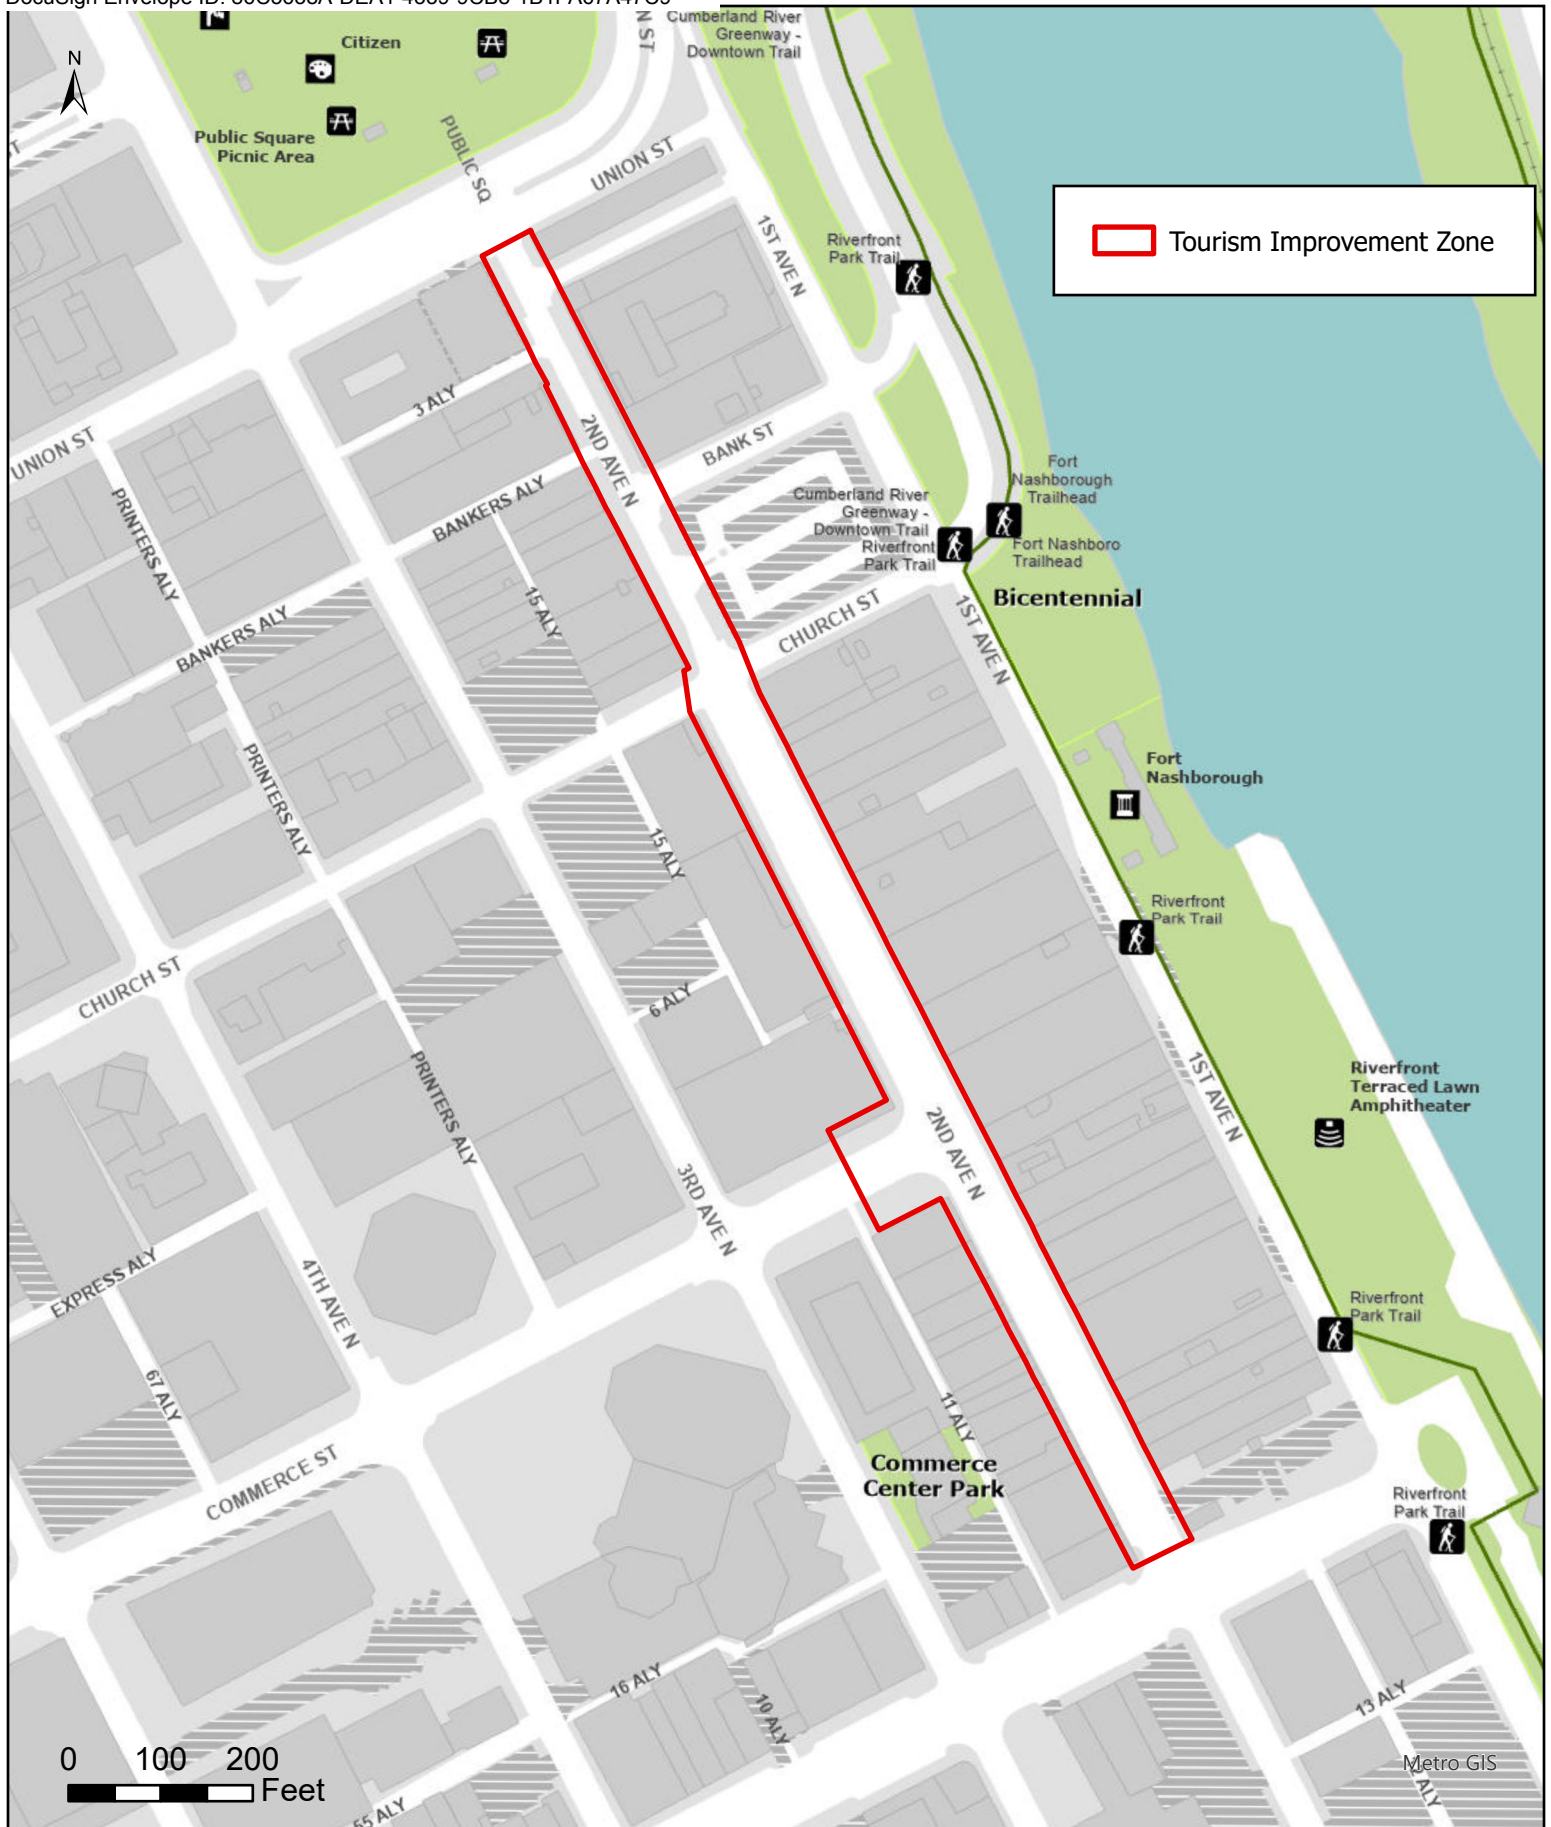 Citizen
Public Square
Picnic Area
PUBLIC SQ
N ST
Cumberland River
Greenway -
Downtown Trail
N
UNION ST
1ST AVE N
Riverfront
Park Trail
Tourism Improvement Zone
3 ALY
UNION ST
2ND AVE N
BANK ST
BANKERS ALY
PRINTERS ALY
15 ALY
Cumberland River
Greenway -
Downtown Trail
Riverfront
Park Trail
Fort
Nashborough
Trailhead
Fort Nashboro
Trailhead
Bicentennial
CHURCH ST
1ST AVE N
BANKERS ALY
PRINTERS ALY
15 ALY
Fort
Nashborough
Riverfront
Park Trail
CHURCH ST
6 ALY
PRINTERS ALY
1ST AVE N
2ND AVE N
Riverfront
Terraced Lawn
Amphitheater
3RD AVE N
EXPRESS ALY
4TH AVE N
67 ALY
Riverfront
Park Trail
11 ALY
Commerce
Center Park
COMMERCE ST
Riverfront
Park Trail
16 ALY
10 ALY
13 ALY
Metro GIS
ALY
55 ALY
0 100 200
Feet